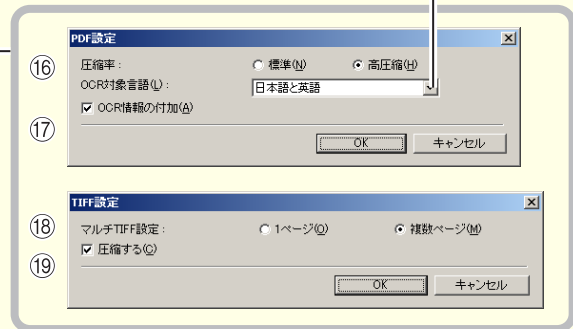 PDF設定
⑯ 圧縮率： 標準(N) 高圧縮(H)
OCR対象言語(L)： 日本語と英語
⑰ OCR情報の付加(A)
OK キャンセル
TIFF設定
⑱ マルチTIFF設定： 1ページ(O) 複数ページ(M)
⑲ 圧縮する(C)
OK キャンセル